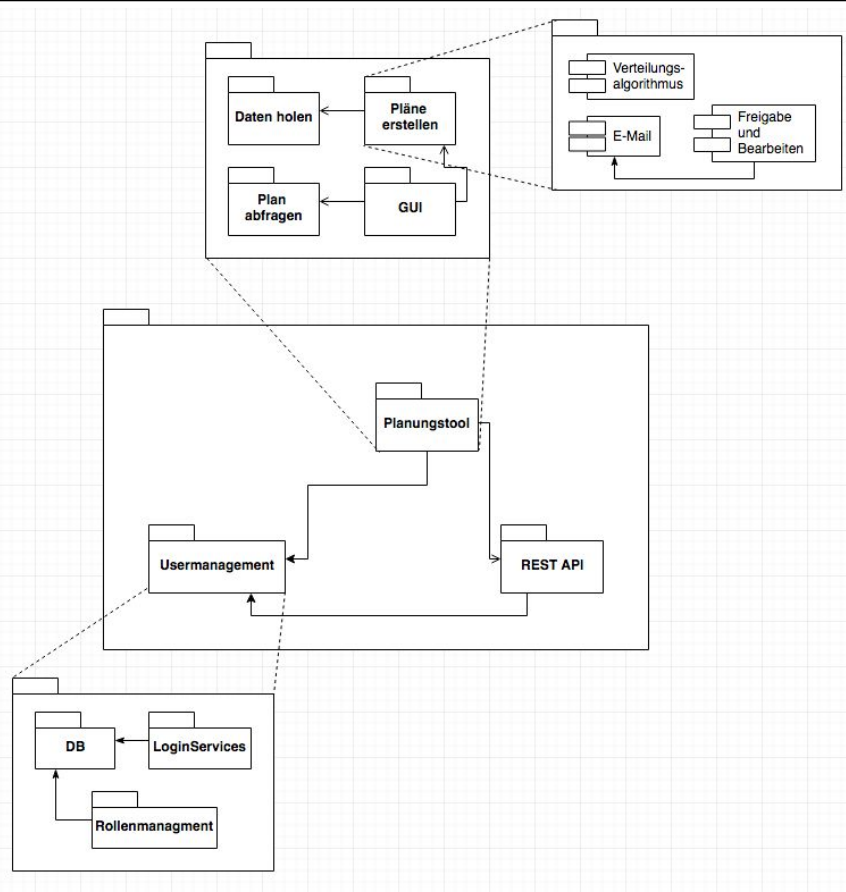 Verteilungs-
algorithmus
E-Mail
Freigabe
und
Bearbeiten
Daten holen
Pläne
erstellen
Plan
abfragen
GUI
Planungstool
Usermanagement
REST API
DB
LoginServices
Rollenmanagment